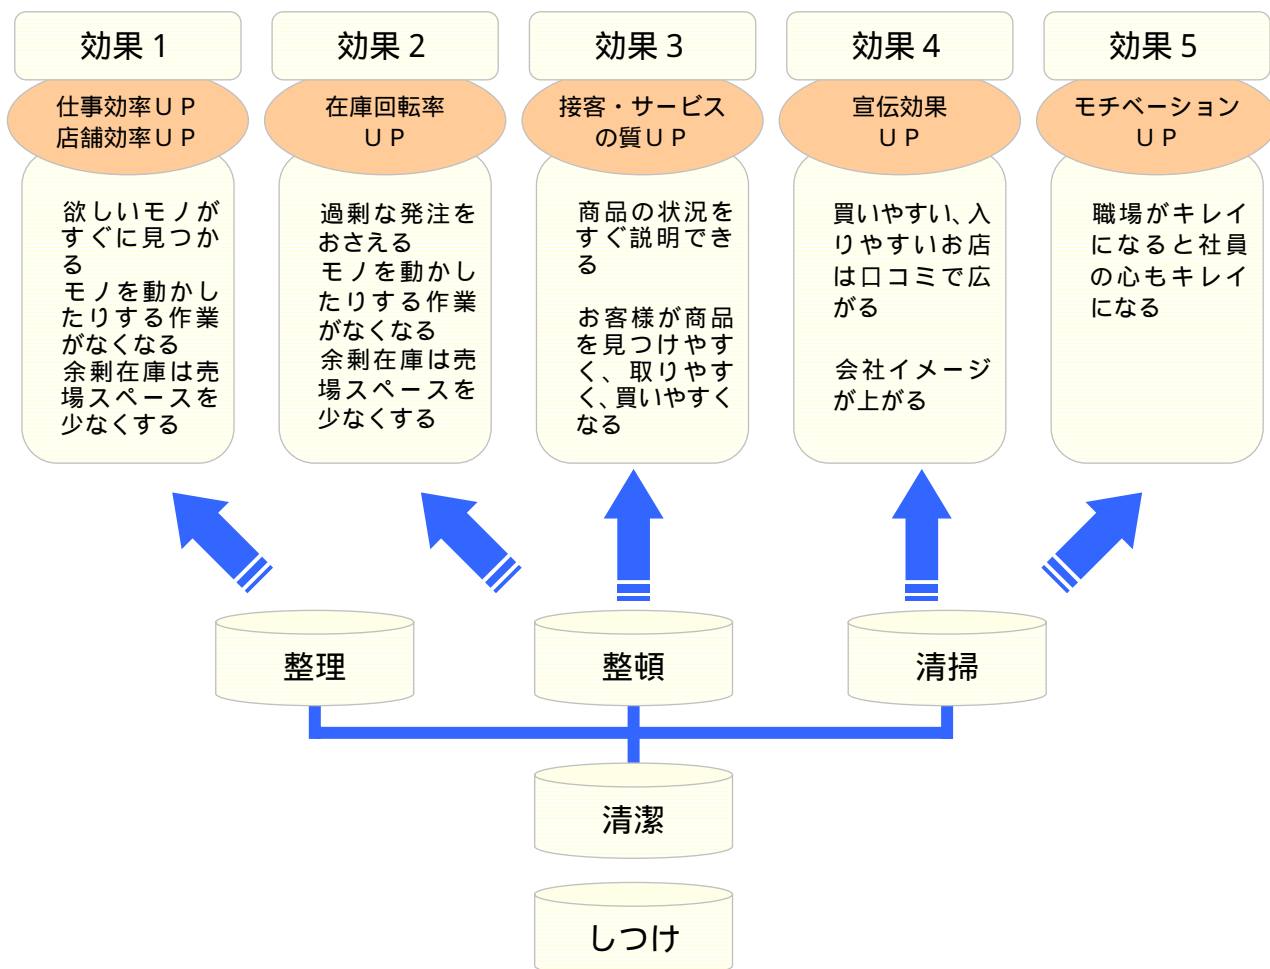 効果１
仕事効率ＵＰ
店舗効率ＵＰ
欲しいモノが
すぐに見つか
る
モノを動かし
たりする作業
がなくなる
余剰在庫は売
場スペースを
少なくする
効果２
在庫回転率
ＵＰ
過剰な発注を
おさえる
モノを動かし
たりする作業
がなくなる
余剰在庫は売
場スペースを
少なくする
効果３
接客・サービス
の質ＵＰ
商品の状況を
すぐ説明でき
る
お客様が商品
を見つけやす
く、取りやす
く、買いやすく
なる
効果４
宣伝効果
ＵＰ
買いやすい、入
りやすいお店
は口コミで広
がる
会社イメージ
が上がる
効果５
モチベーション
ＵＰ
職場がキレイ
になると社員
の心もキレイ
になる
整理
整頓
清掃
清潔
しつけ